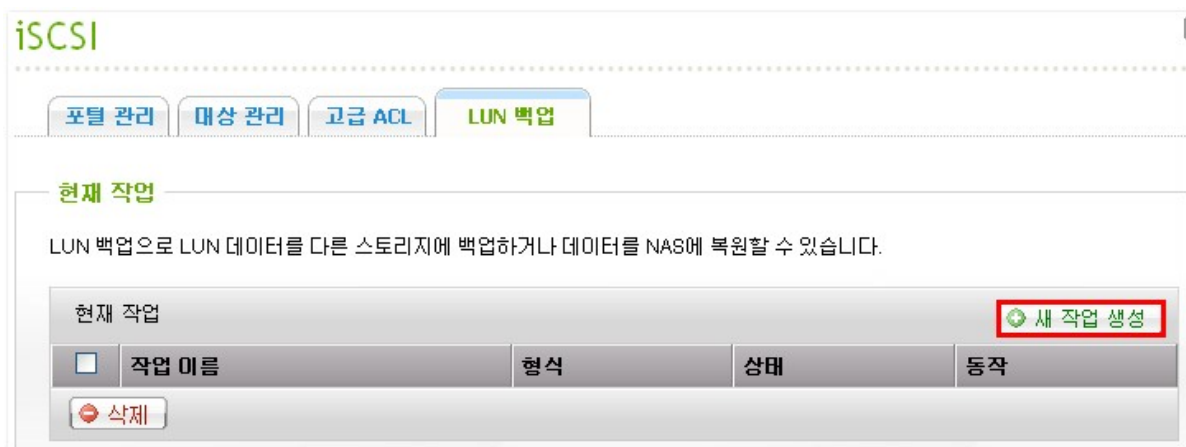 iSCSI
포털 관리 대상 관리 고급 ACL LUN 백업
현재 작업
LUN 백업으로 LUN 데이터를 다른 스토리지에 백업하거나 데이터를 NAS에 복원할 수 있습니다.
현재 작업 새 작업 생성
작업 이름 형식 상태 동작
삭제